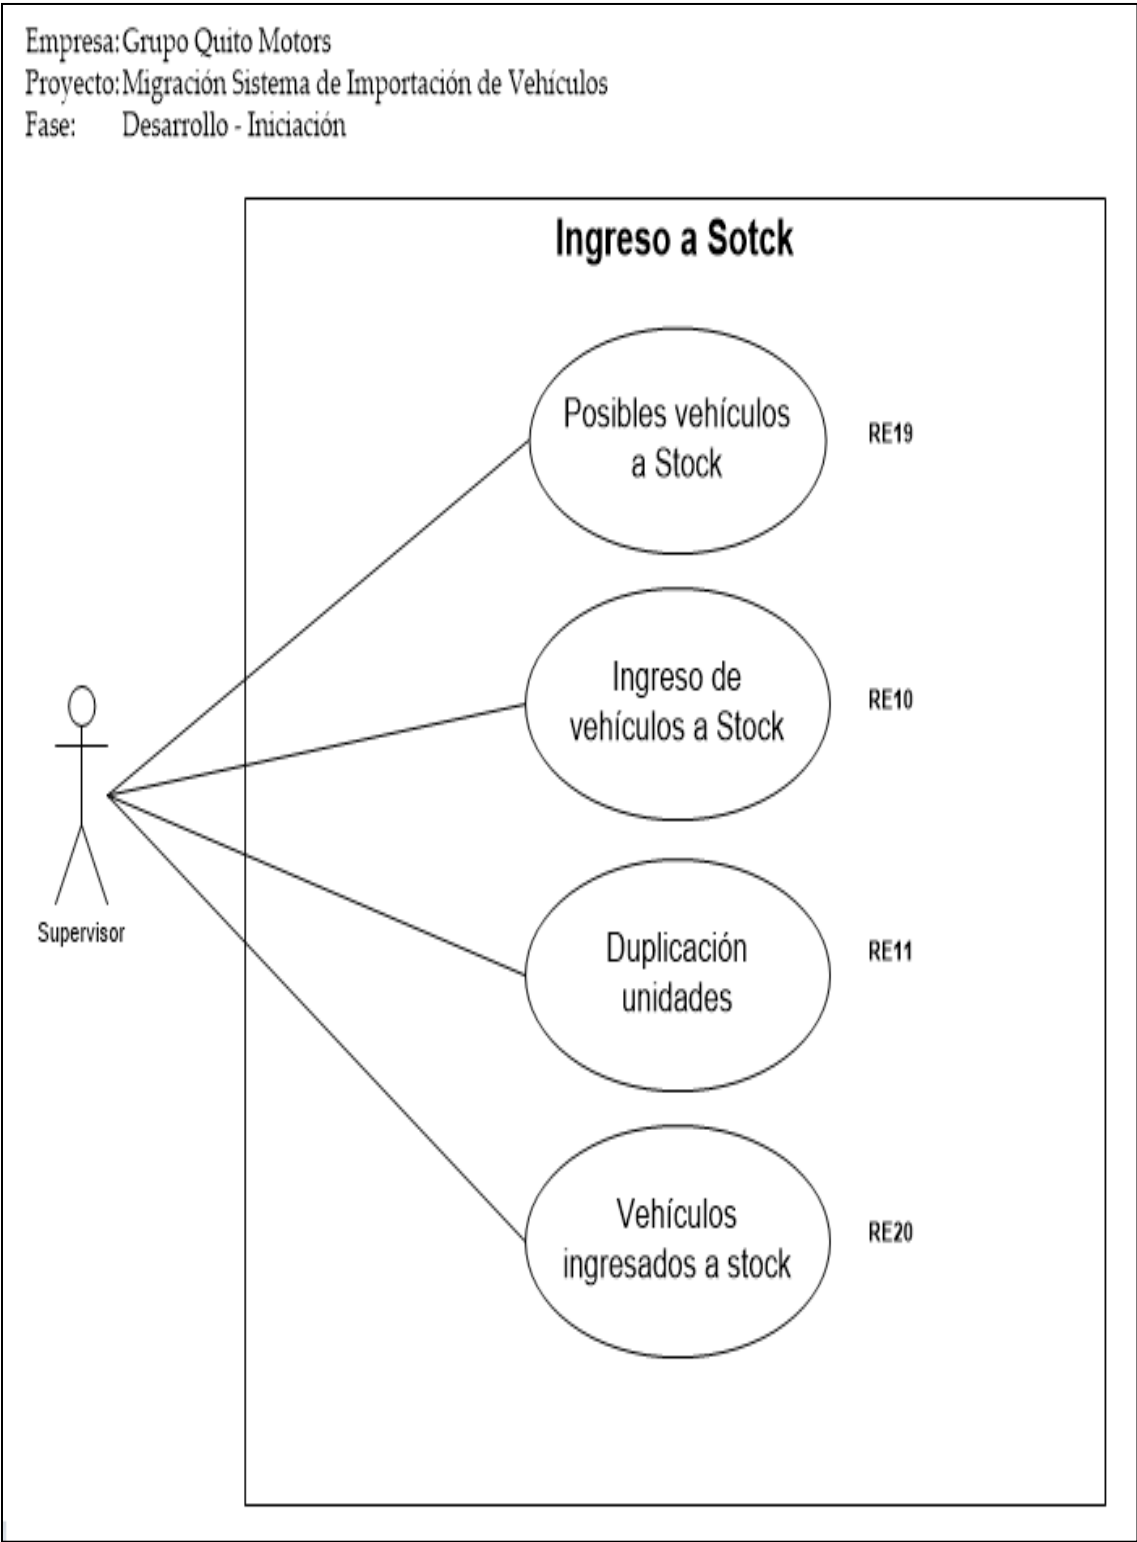 Empresa: Grupo Quito Motors
Proyecto: Migración Sistema de Importación de Vehículos
Fase: Desarrollo - Iniciación
Ingreso a Sotck
Posibles vehículos
a Stock
RE19
Ingreso de
vehículos a Stock
RE10
Supervisor
Duplicación
unidades
RE11
Vehículos
ingresados a stock
RE20